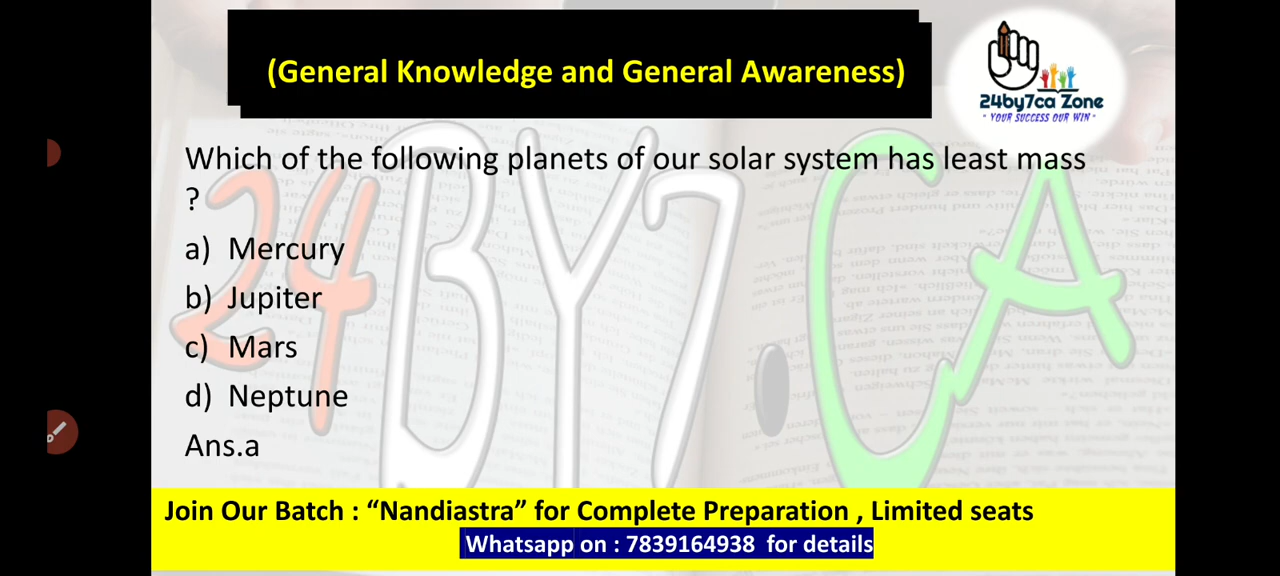 (General Knowledge and General Awareness)
24by7ca Zone
" YOUR SUCCESS OUR WIN "
Which of the following planets of our solar system has least mass
?
a) Mercury
b) Jupiter
c) Mars
d) Neptune
Ans.a
24BY7.CA
Join Our Batch : “Nandiastra” for Complete Preparation , Limited seats
Whatsapp on : 7839164938 for details